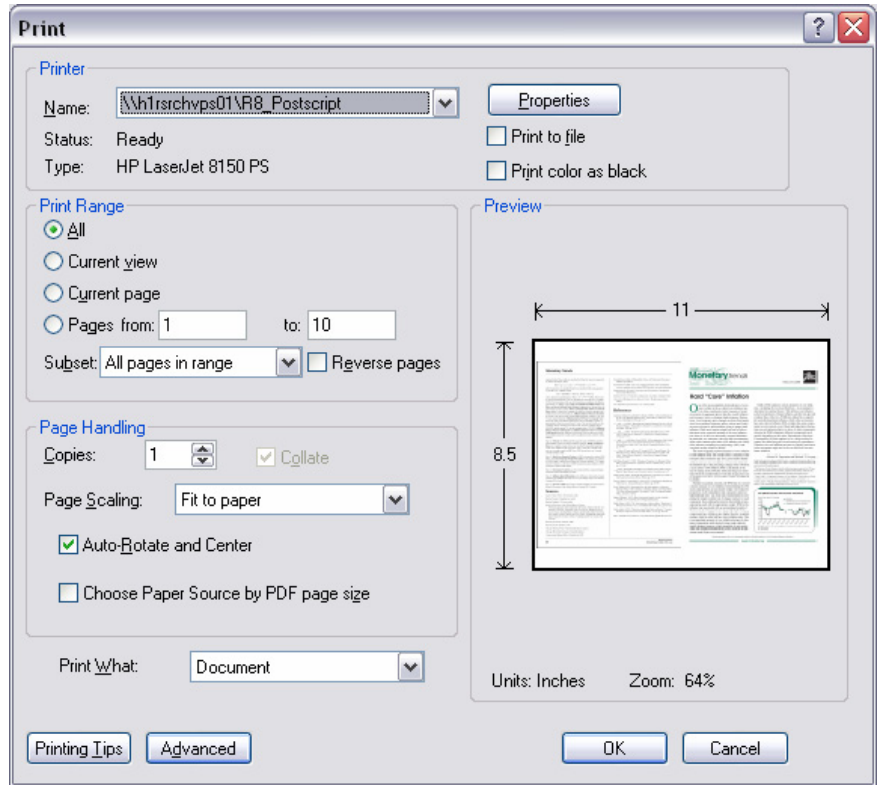 Print
Printer
Name: \\h1rsrchvps01\R8_Postscript
Properties
Status: Ready
Print to file
Type: HP LaserJet 8150 PS
Print color as black
Print Range
All
Current view
Current page
Pages from: 1 to: 10
Subset: All pages in range
Reverse pages
Page Handling
Copies: 1
Collate
Page Scaling: Fit to paper
Auto-Rotate and Center
Choose Paper Source by PDF page size
Print What: Document
Preview
11
8.5
Monetary Trends
Hard "Core" Inflation
Units: Inches Zoom: 64%
Printing Tips
Advanced
OK
Cancel